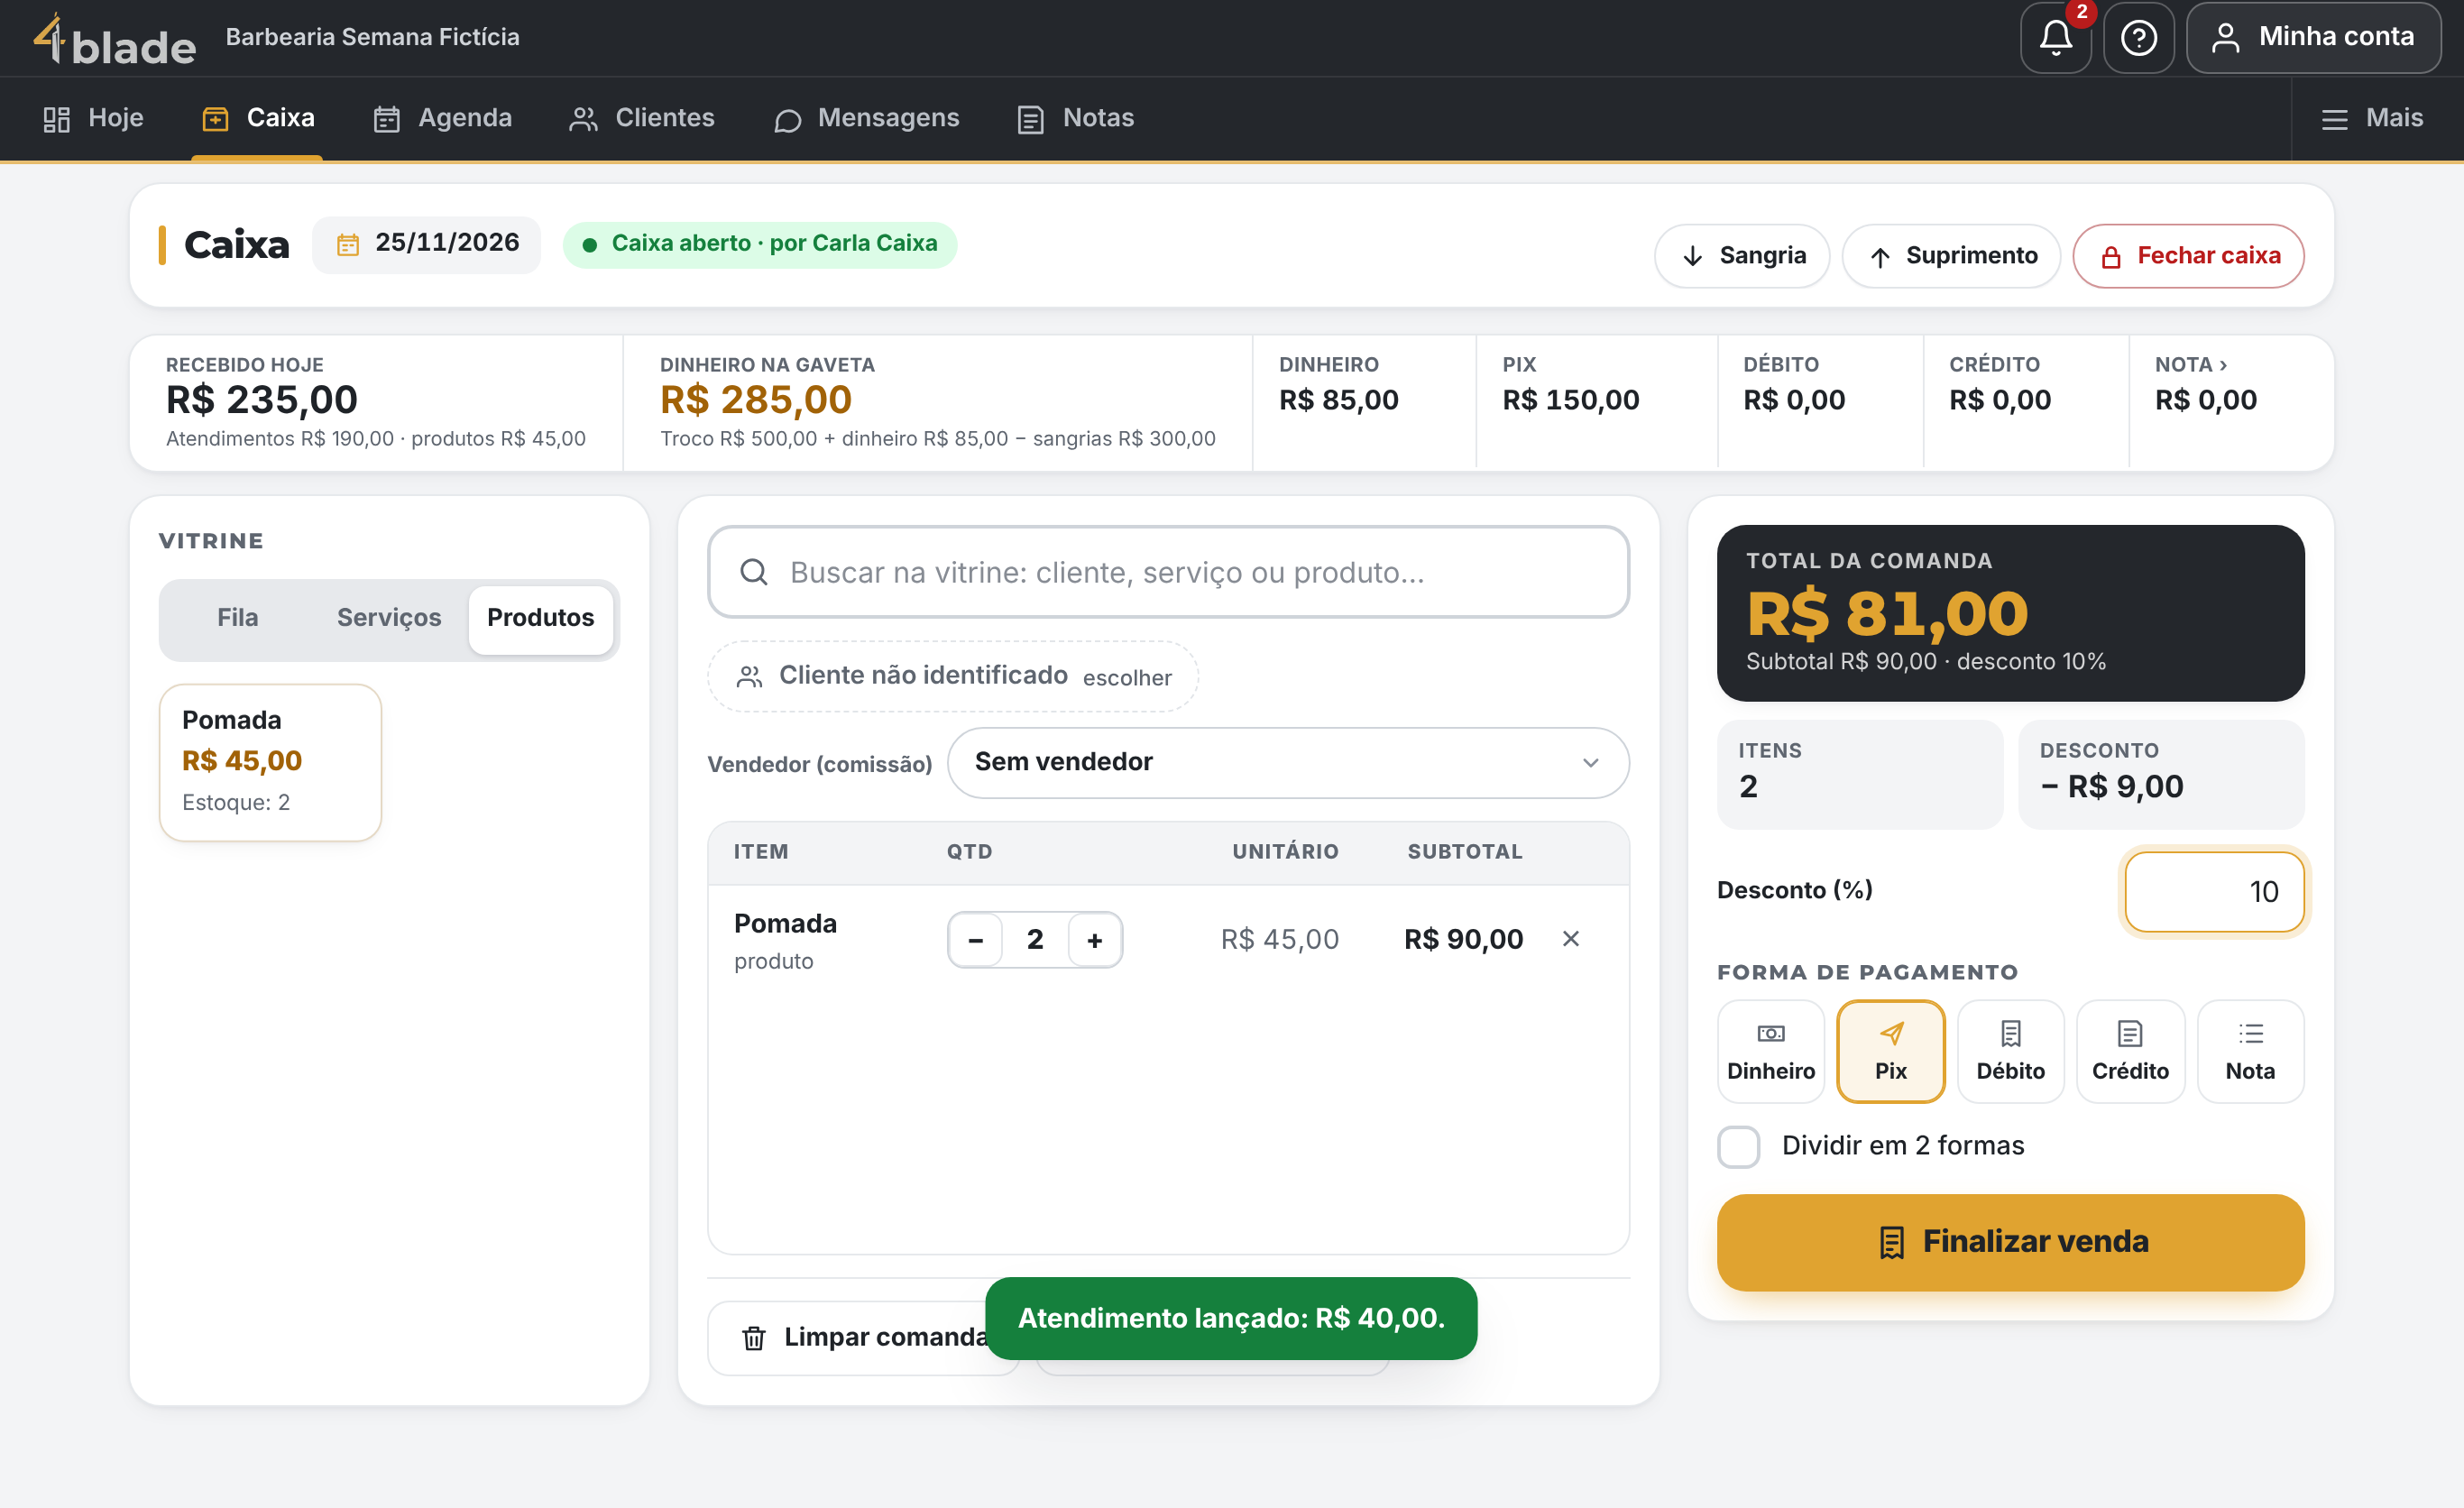 4blade
Barbearia Semana Fictícia
2
Minha conta
Hoje
Caixa
Agenda
Clientes
Mensagens
Notas
Mais
Caixa
25/11/2026
Caixa aberto · por Carla Caixa
Sangria
Suprimento
Fechar caixa
RECEBIDO HOJE
R$ 235,00
Atendimentos R$ 190,00 · produtos R$ 45,00
DINHEIRO NA GAVETA
R$ 285,00
Troco R$ 500,00 + dinheiro R$ 85,00 − sangrias R$ 300,00
DINHEIRO
R$ 85,00
PIX
R$ 150,00
DÉBITO
R$ 0,00
CRÉDITO
R$ 0,00
NOTA ›
R$ 0,00
VITRINE
Fila
Serviços
Produtos
Pomada
R$ 45,00
Estoque: 2
Buscar na vitrine: cliente, serviço ou produto...
Cliente não identificado escolher
Vendedor (comissão)
Sem vendedor
ITEM QTD UNITÁRIO SUBTOTAL
Pomada
produto
− 2 + R$ 45,00 R$ 90,00 ×
Limpar comanda
Atendimento lançado: R$ 40,00.
TOTAL DA COMANDA
R$ 81,00
Subtotal R$ 90,00 · desconto 10%
ITENS
2
DESCONTO
− R$ 9,00
Desconto (%)
10
FORMA DE PAGAMENTO
Dinheiro
Pix
Débito
Crédito
Nota
Dividir em 2 formas
Finalizar venda